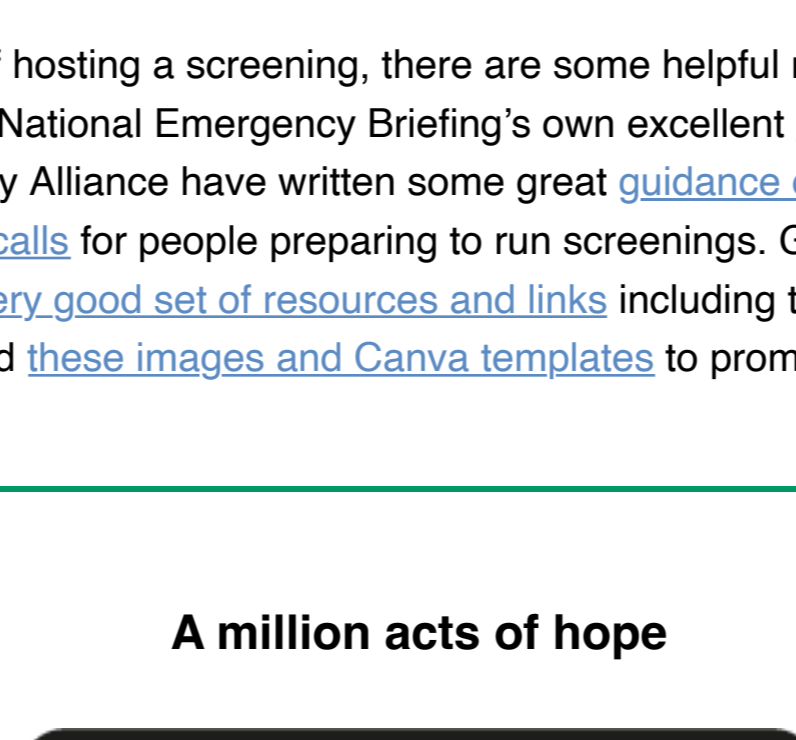 hosting a screening, there are some helpful
National Emergency Briefing’s own excellent
y Alliance have written some great guidance
calls for people preparing to run screenings. G
ery good set of resources and links including t
d these images and Canva templates to prom
A million acts of hope